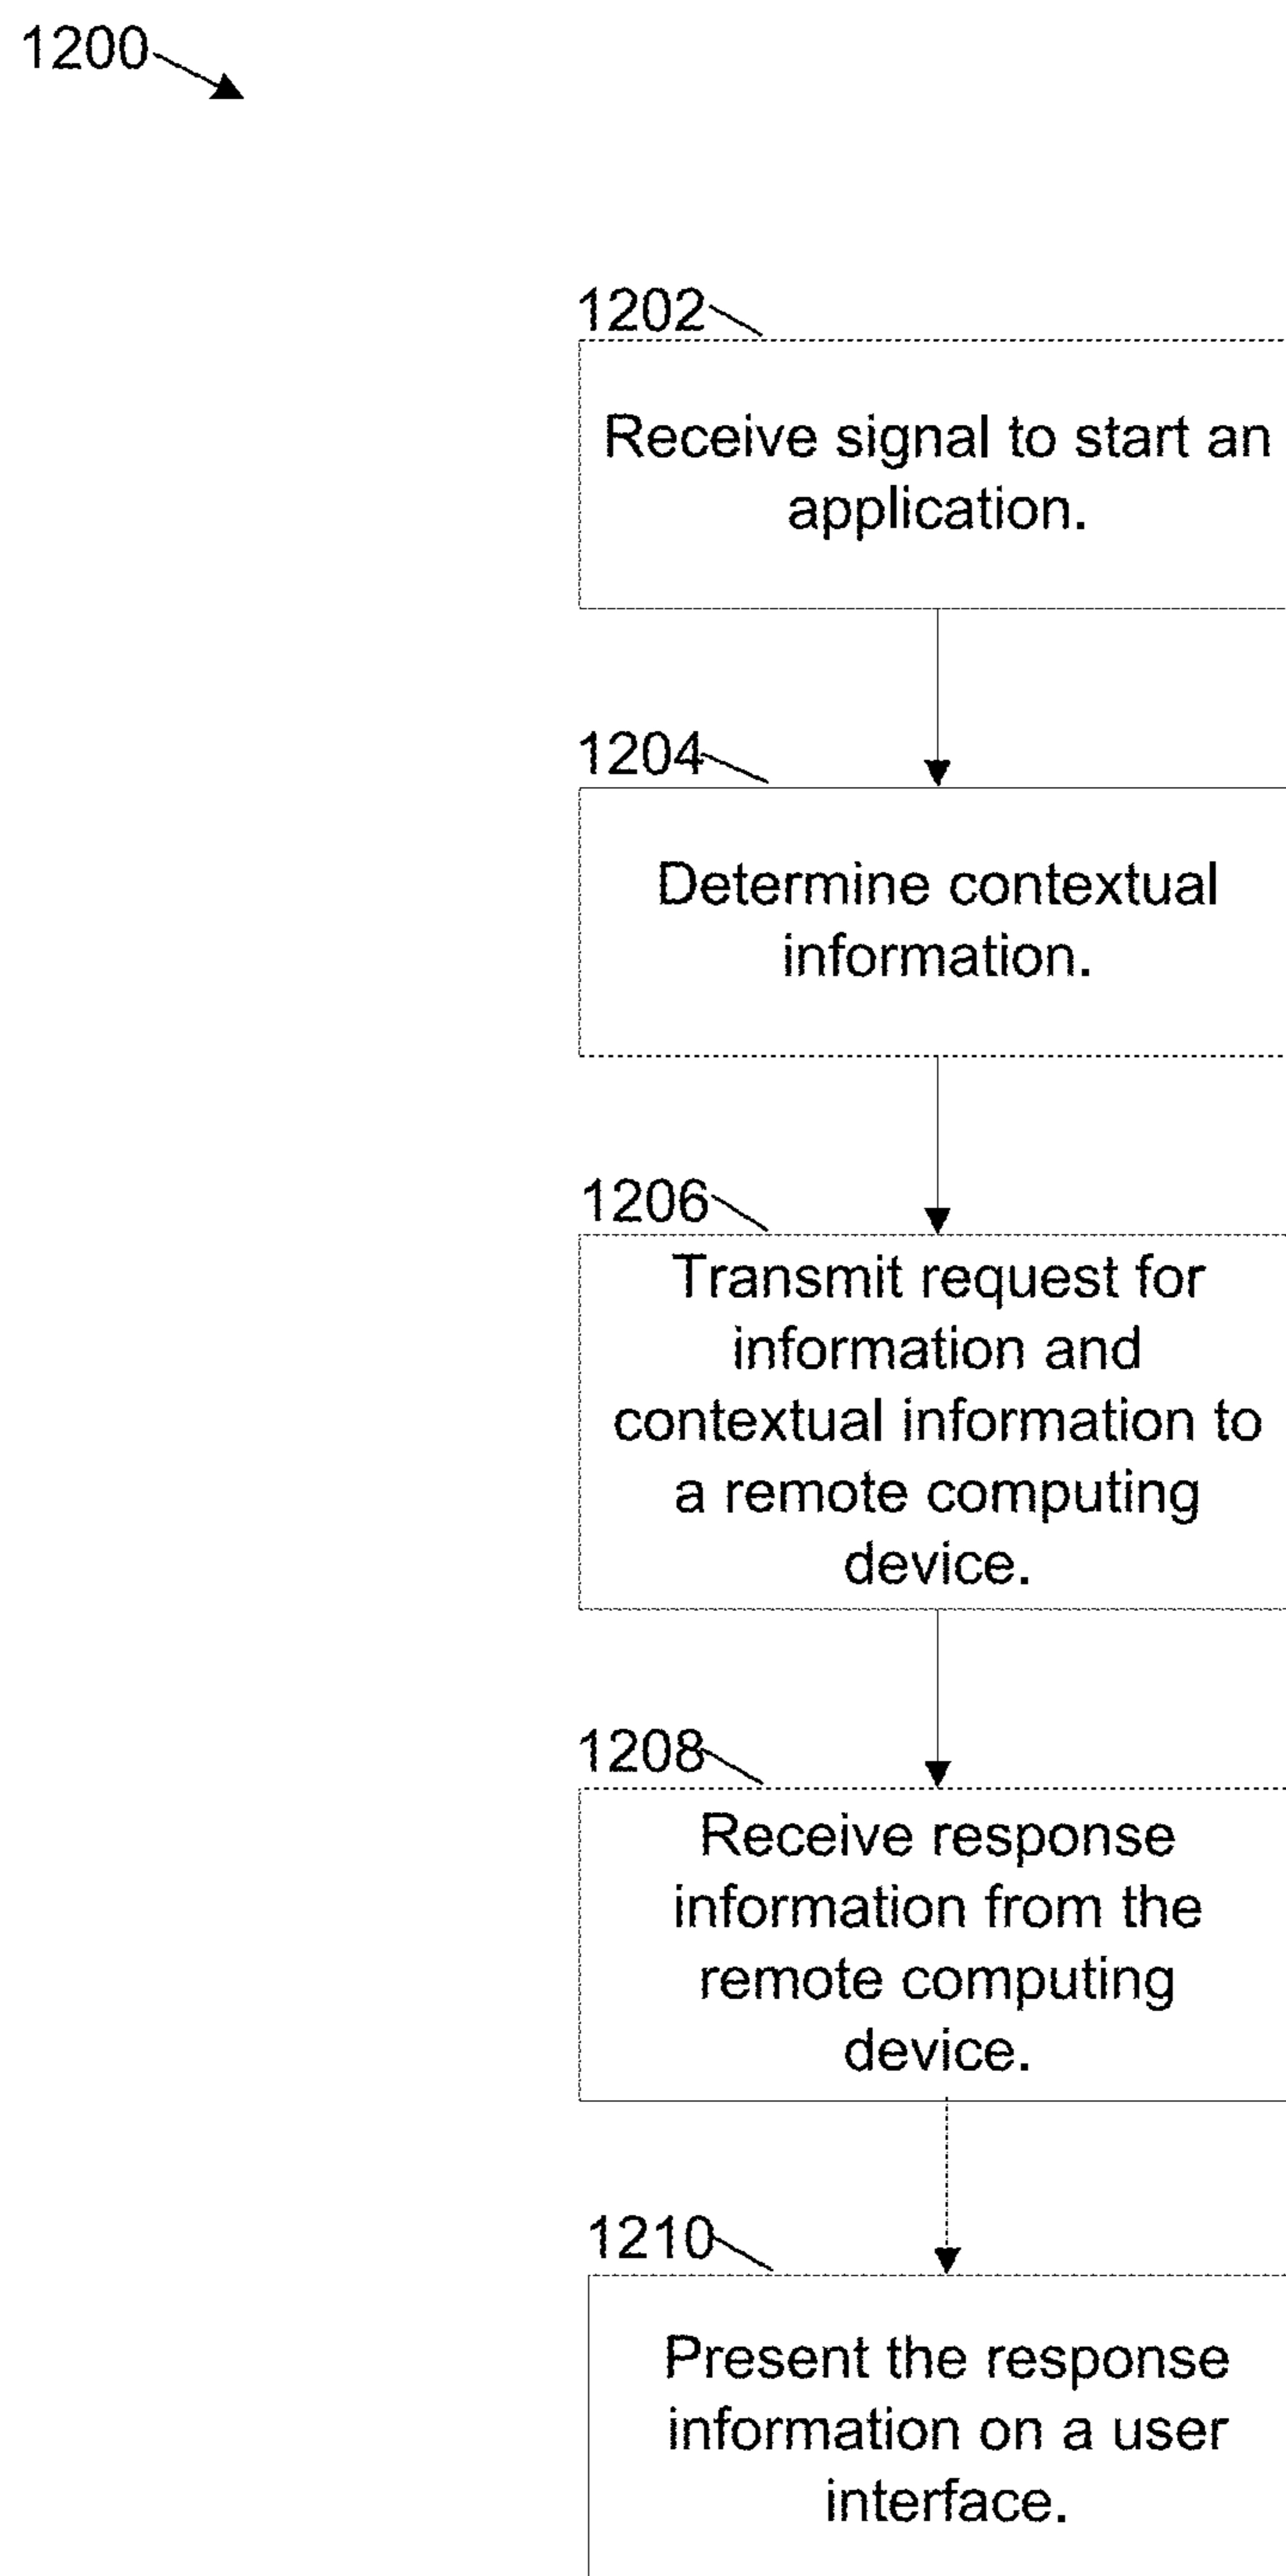 1200
1202
Receive signal to start an
application.
1204
Determine contextual
information.
1206
Transmit request for
information and
contextual information to
a remote computing
device.
1208
Receive response
information from the
remote computing
device.
1210
Present the response
information on a user
interface.